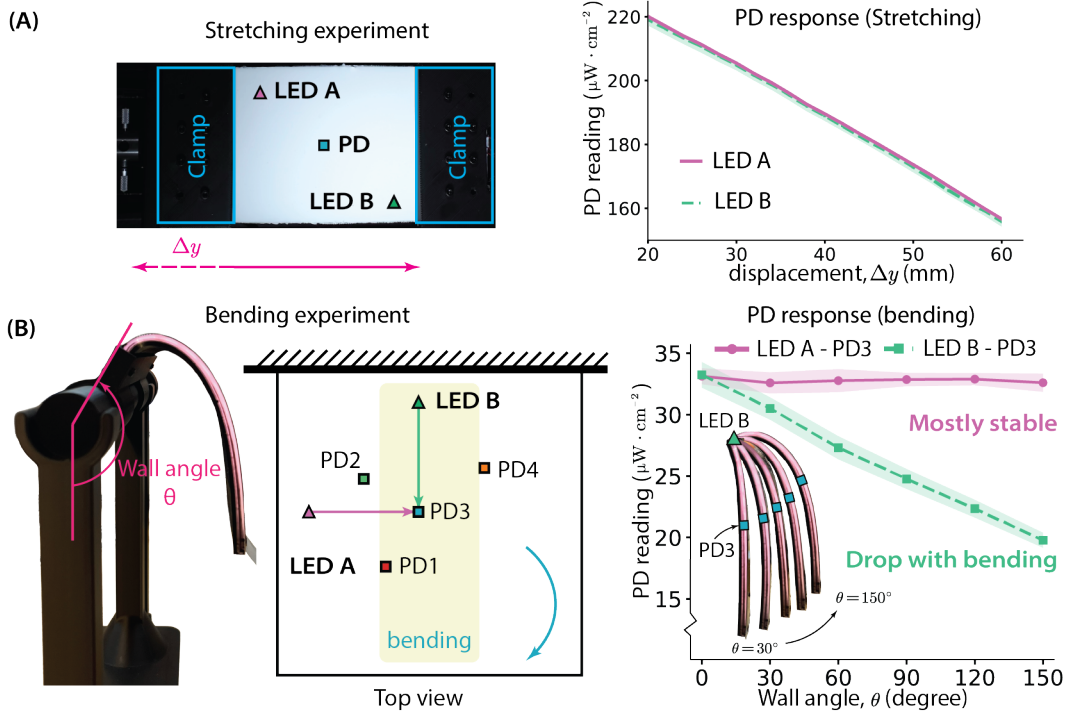 (A)
Stretching experiment
Clamp
LED A
PD
LED B
Clamp
Δy
PD response (Stretching)
PD reading (μW · cm⁻²)
220
200
180
160
LED A
LED B
20
30
40
50
60
displacement, Δy (mm)
(B)
Bending experiment
Wall angle
θ
LED B
PD2
PD4
PD3
LED A
PD1
bending
Top view
PD response (bending)
LED A - PD3
LED B - PD3
PD reading (μW · cm⁻²)
35
30
25
20
15
Mostly stable
LED B
PD3
Drop with bending
θ = 150°
θ = 30°
0
30
60
90
120
150
Wall angle, θ (degree)